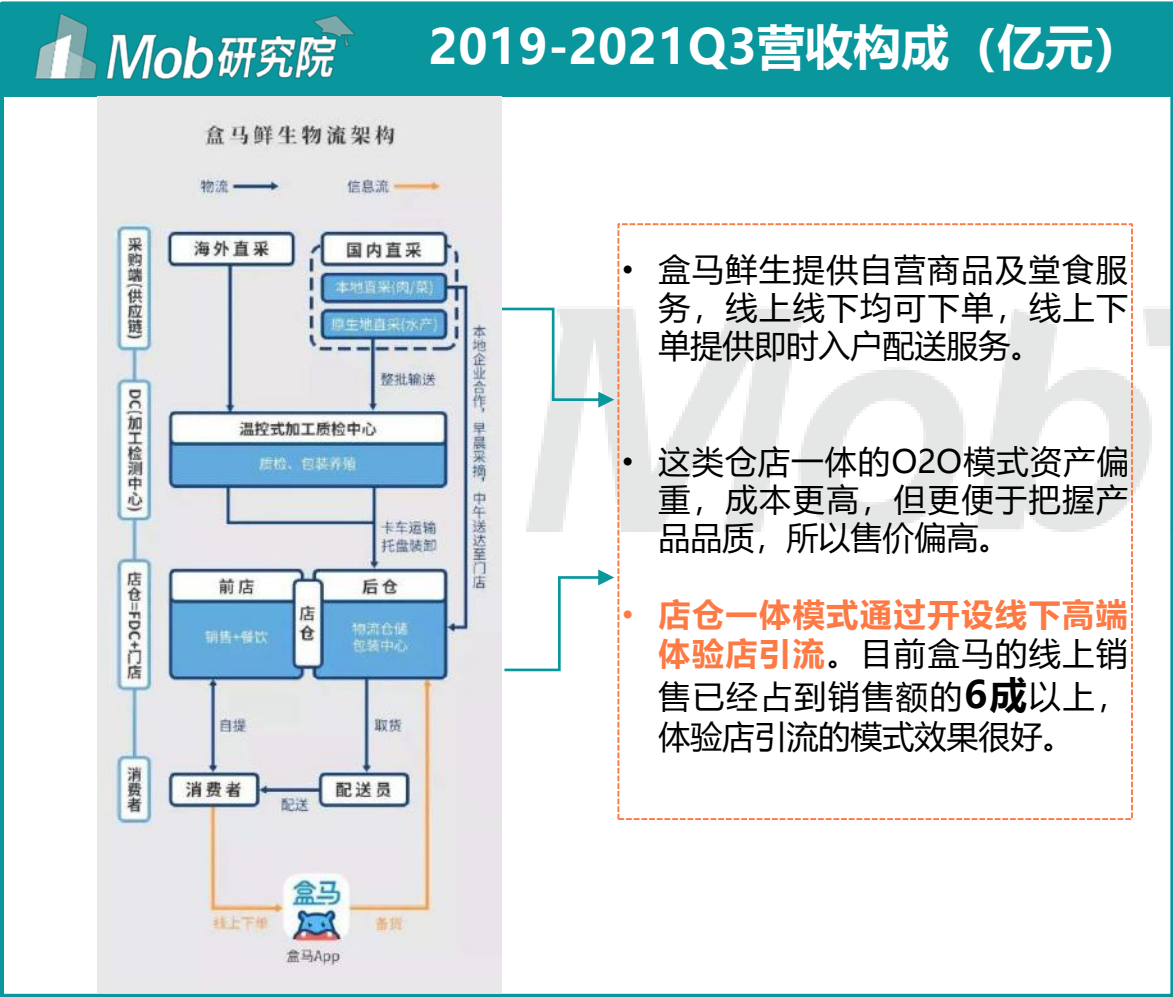 Mob研究院
2019-2021Q3营收构成（亿元）
盒马鲜生物流架构
物流
信息流
采购端(供应链)
海外直采
国内直采
本地直采(肉/菜)
原生地直采(水产)
本地企业合作，早晨采摘，中午送达至门店
整批输送
DC(加工检测中心)
温控式加工质检中心
质检、包装养殖
卡车运输
托盘装卸
店仓=FDC+门店
前店
店仓
后仓
销售+餐饮
物流仓储
包装中心
自提
取货
消费者
消费者
配送
配送员
线上下单
盒马
备货
盒马App
• 盒马鲜生提供自营商品及堂食服
务，线上线下均可下单，线上下
单提供即时入户配送服务。
• 这类仓店一体的O2O模式资产偏
重，成本更高，但更便于把握产
品品质，所以售价偏高。
• 店仓一体模式通过开设线下高端
体验店引流。目前盒马的线上销
售已经占到销售额的6成以上，
体验店引流的模式效果很好。
Mob